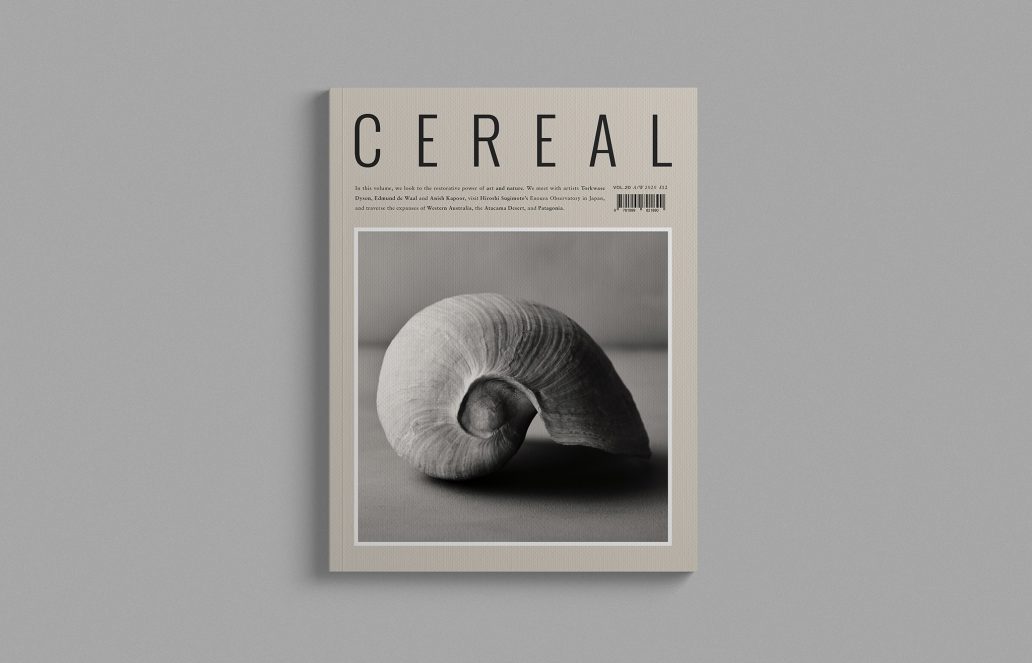 CEREAL
In this volume, we look to the restorative power of art and nature. We meet with artists Torkwase
Dyson, Edmund de Waal and Anish Kapoor, visit Hiroshi Sugimoto's Enoura Observatory in Japan,
and traverse the expanses of Western Australia, the Atacama Desert, and Patagonia.
VOL.20 A/W 2020 £12